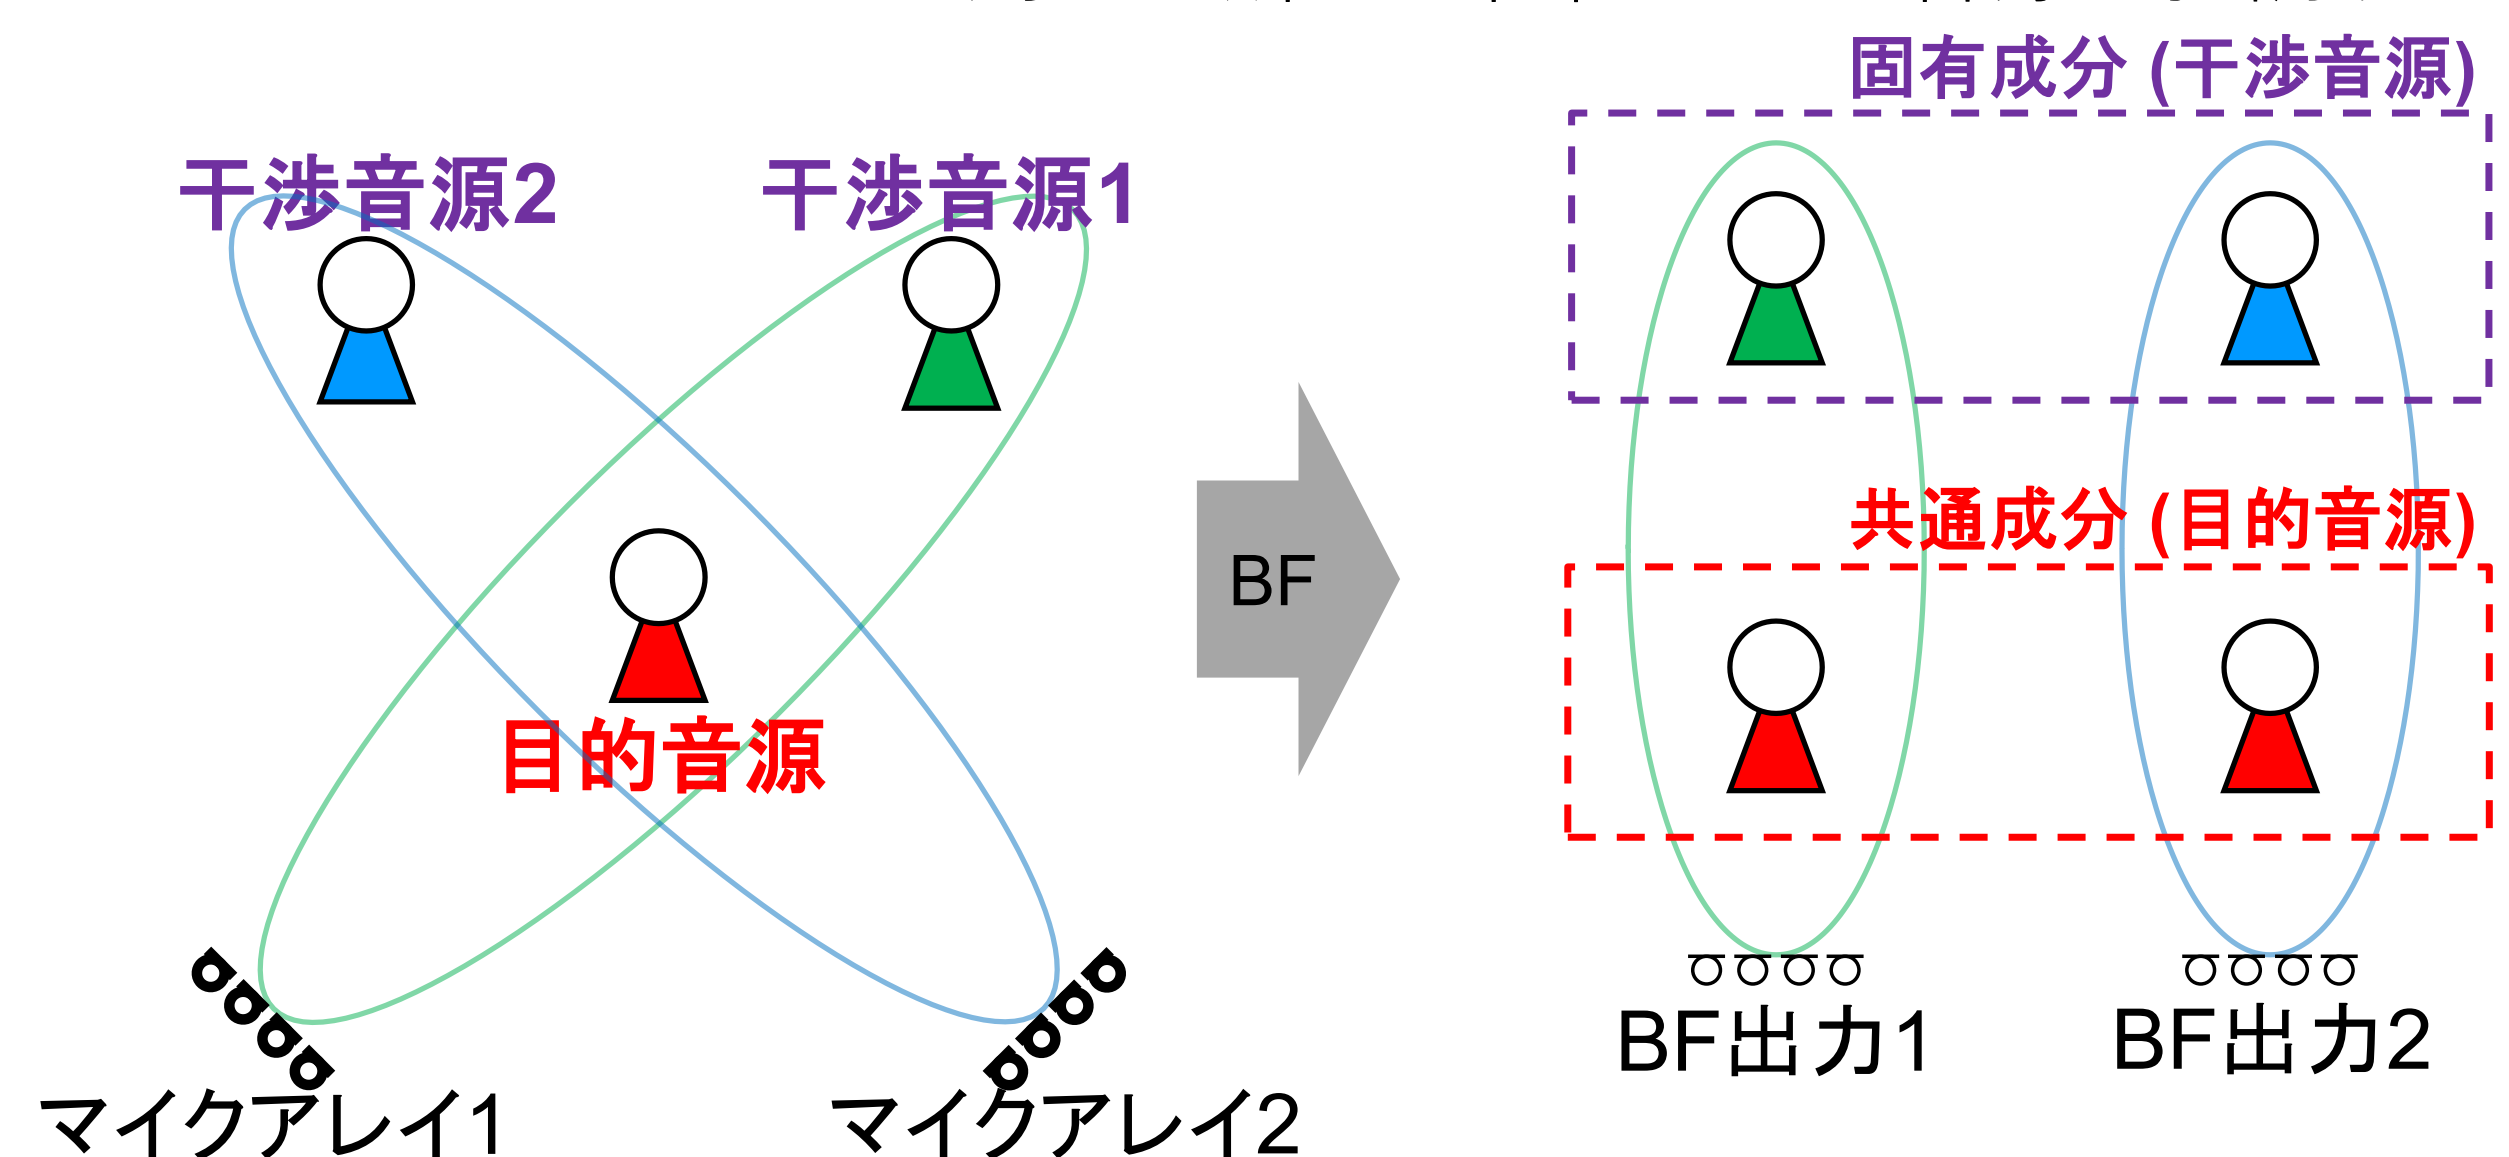 固有成分 (干渉音源)
干渉音源2
干渉音源1
共通成分 (目的音源)
BF
目的音源
BF出力1
BF出力2
マイクアレイ1
マイクアレイ2